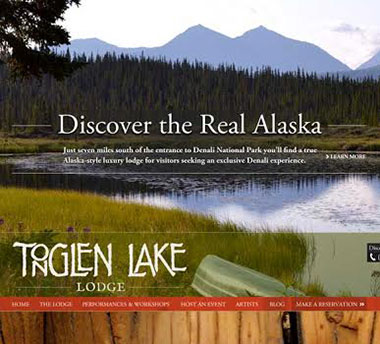 Discover the Real Alaska
Just seven miles south of the entrance to Denali National Park you'll find a true
Alaska-style luxury lodge for visitors seeking an exclusive Denali experience.
LEARN MORE
TONGLEN LAKE
LODGE
HOME THE LODGE PERFORMANCES & WORKSHOPS HOST AN EVENT ARTISTS BLOG MAKE A RESERVATION »